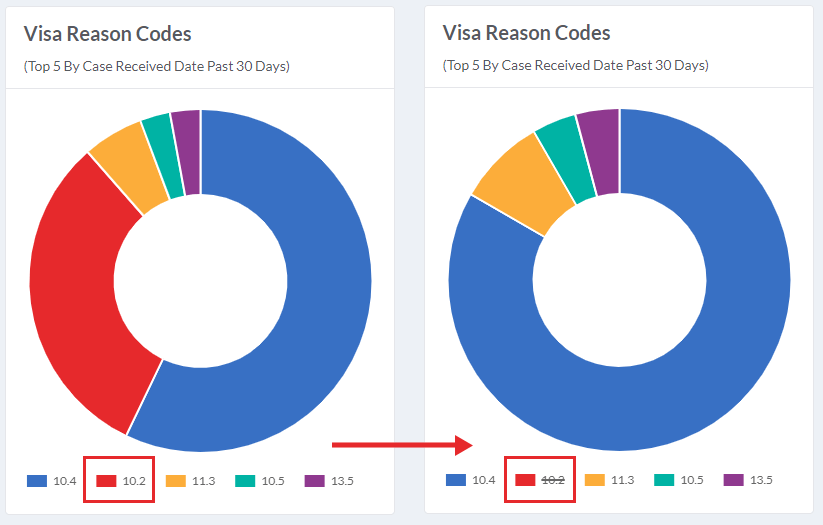 Visa Reason Codes
(Top 5 By Case Received Date Past 30 Days)
10.4 10.2 11.3 10.5 13.5
Visa Reason Codes
(Top 5 By Case Received Date Past 30 Days)
10.4 10.2 11.3 10.5 13.5